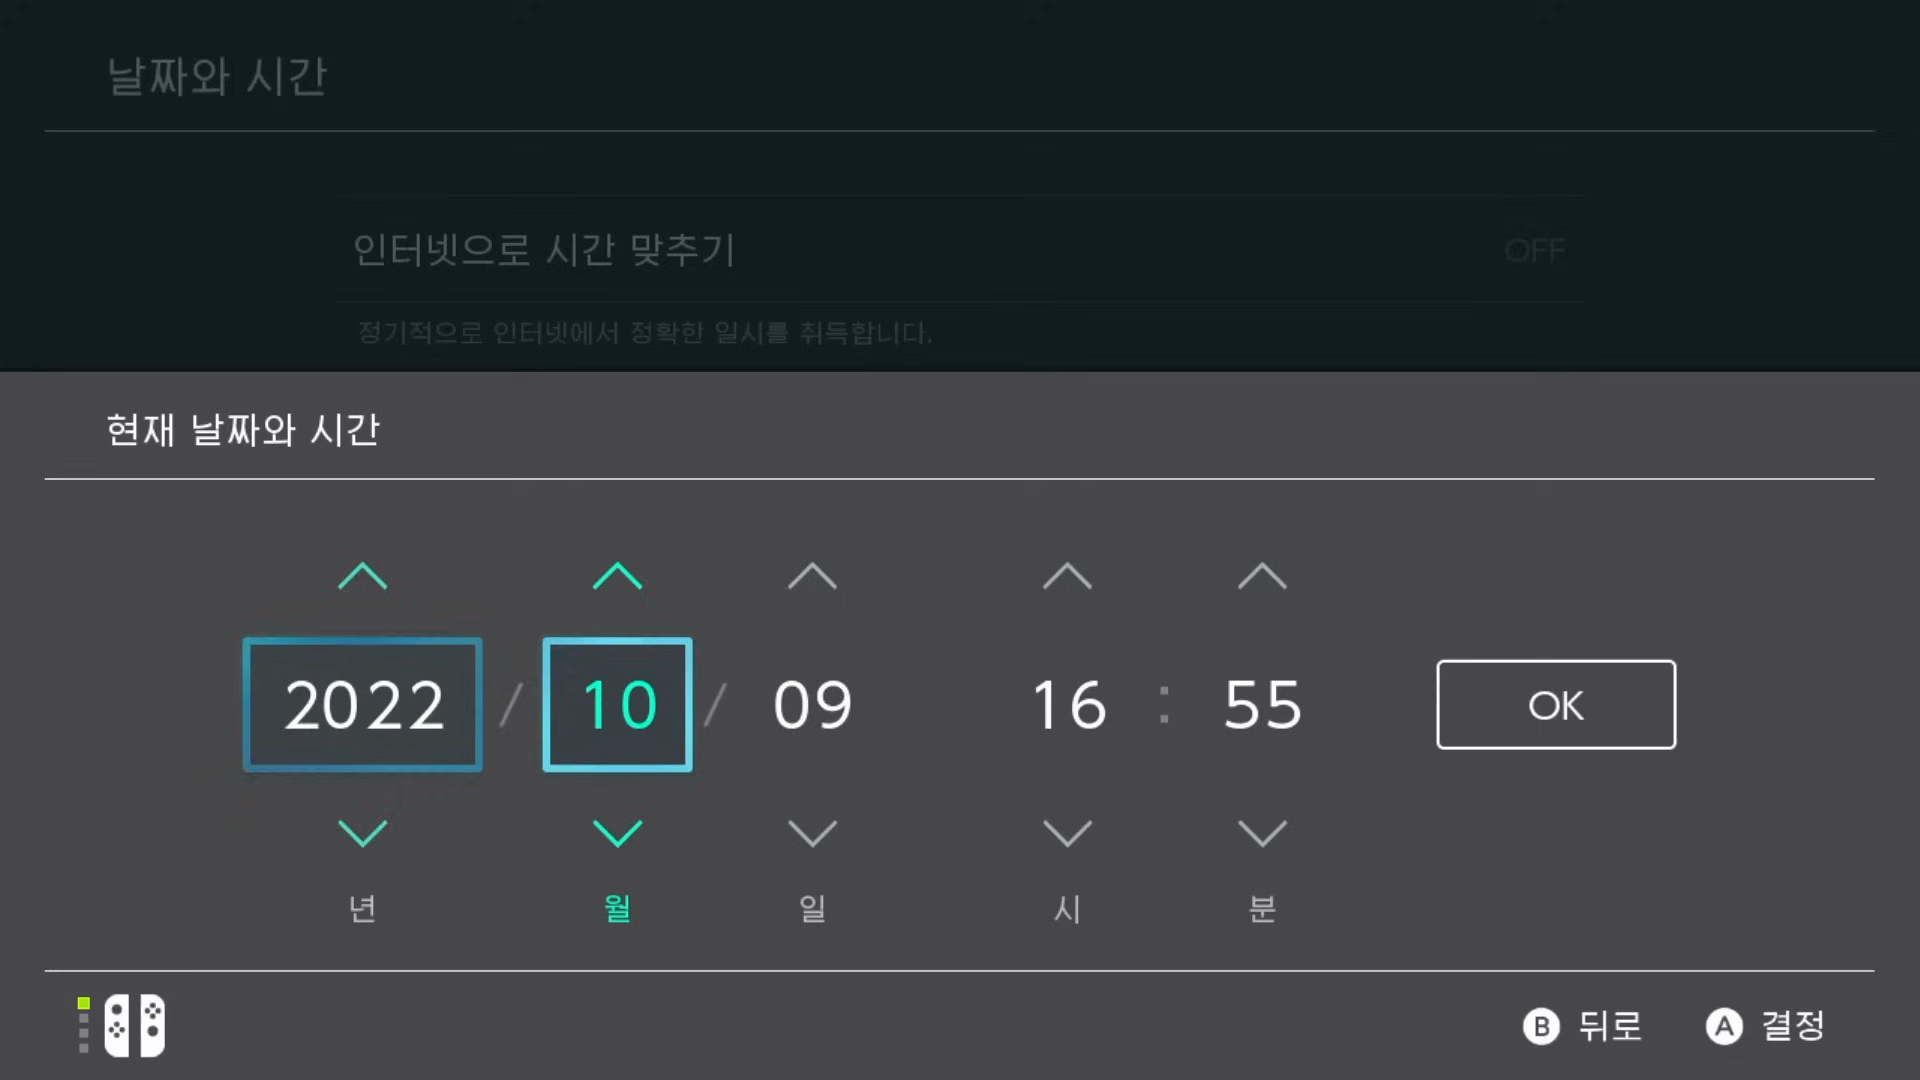 날짜와 시간
인터넷으로 시간 맞추기 OFF
정기적으로 인터넷에서 정확한 일시를 취득합니다.
현재 날짜와 시간
2022 / 10 / 09 16 : 55 OK
년 월 일 시 분
B 뒤로 A 결정